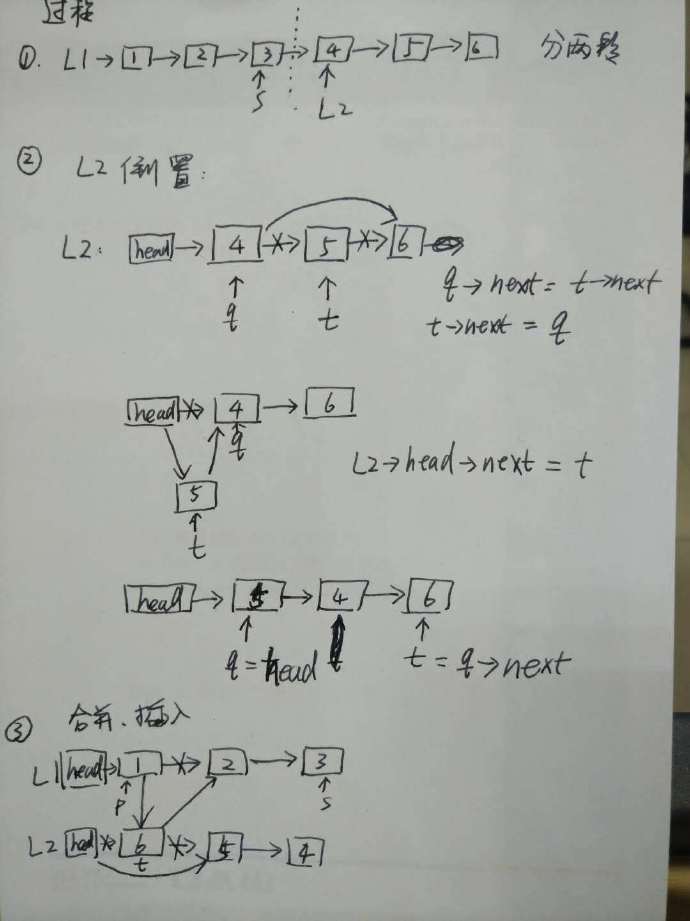 过程
①. L1 → 1 → 2 → 3 → 4 → 5 → 6 分两段
S L2
② L2 倒置:
L2: head → 4 → 5 → 6
q → next = t → next
q t
t → next = q
head → 4 → 6
q
L2 → head → next = t
5
t
head → 5 → 4 → 6
q = head t = q → next
③ 合并、插入
L1 head → 1 → 2 → 3
P S
L2 head → 6 → 5 → 4
t